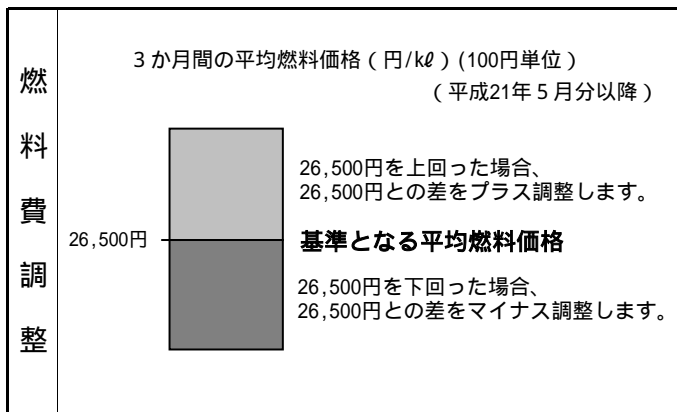 燃料費調整
3か月間の平均燃料価格(円/kℓ)(100円単位)
(平成21年5月分以降)
26,500円を上回った場合、
26,500円との差をプラス調整します。
26,500円
基準となる平均燃料価格
26,500円を下回った場合、
26,500円との差をマイナス調整します。